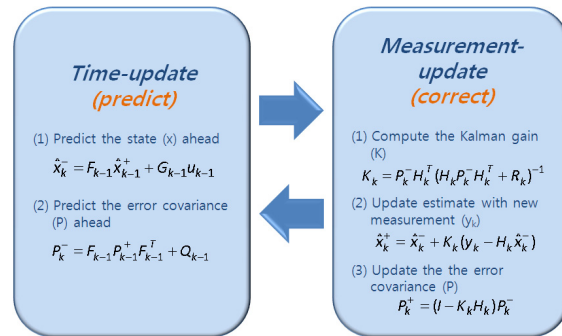 Time-update
(predict)
(1) Predict the state (x) ahead
x̂ₖ⁻ = Fₖ₋₁x̂ₖ₋₁⁺ + Gₖ₋₁uₖ₋₁
(2) Predict the error covariance
(P) ahead
Pₖ⁻ = Fₖ₋₁Pₖ₋₁⁺Fₖ₋₁ᵀ + Qₖ₋₁
Measurement-
update
(correct)
(1) Compute the Kalman gain
(K)
Kₖ = Pₖ⁻Hₖᵀ(HₖPₖ⁻Hₖᵀ + Rₖ)⁻¹
(2) Update estimate with new
measurement (yₖ)
x̂ₖ⁺ = x̂ₖ⁻ + Kₖ(yₖ − Hₖx̂ₖ⁻)
(3) Update the the error
covariance (P)
Pₖ⁺ = (I − KₖHₖ)Pₖ⁻